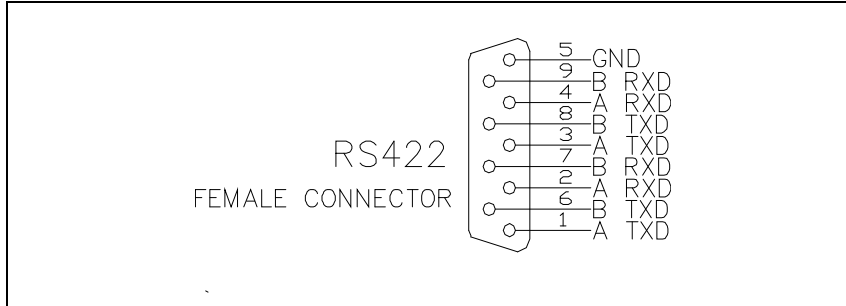 5 GND
9 B RXD
4 A RXD
8 B TXD
3 A TXD
7 B RXD
2 A RXD
6 B TXD
1 A TXD
RS422
FEMALE CONNECTOR